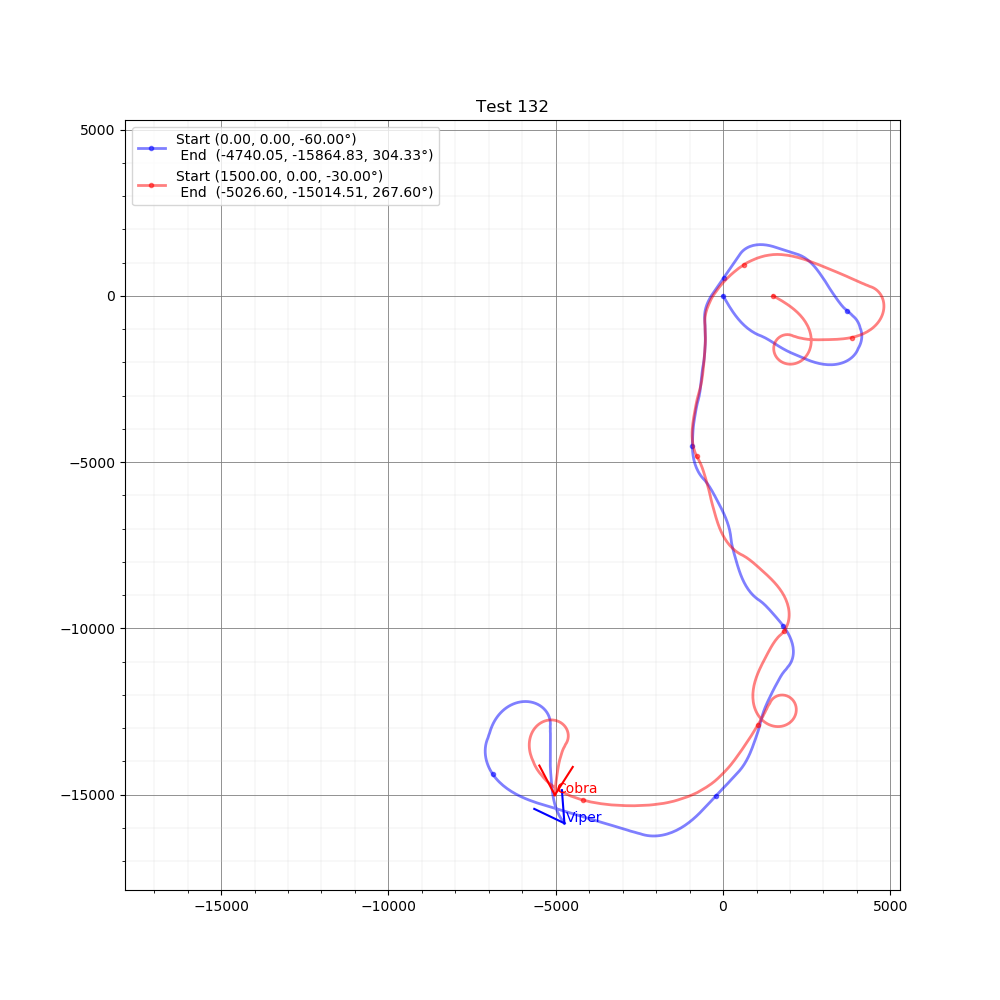 Test 132
Start (0.00, 0.00, -60.00°)
End (-4740.05, -15864.83, 304.33°)
Start (1500.00, 0.00, -30.00°)
End (-5026.60, -15014.51, 267.60°)
5000
0
−5000
−10000
−15000
Cobra
Viper
−15000
−10000
−5000
0
5000